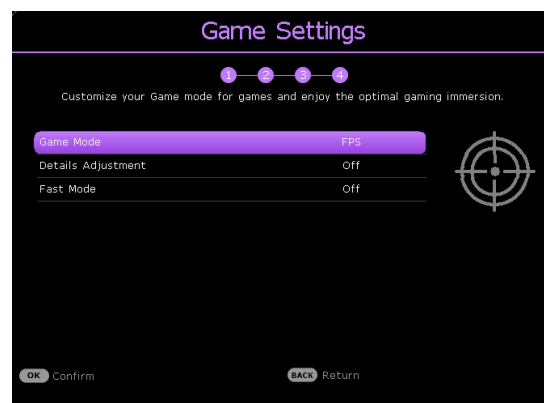 Game Settings
1 2 3 4
Customize your Game mode for games and enjoy the optimal gaming immersion.
Game Mode FPS
Details Adjustment Off
Fast Mode Off
OK Confirm BACK Return